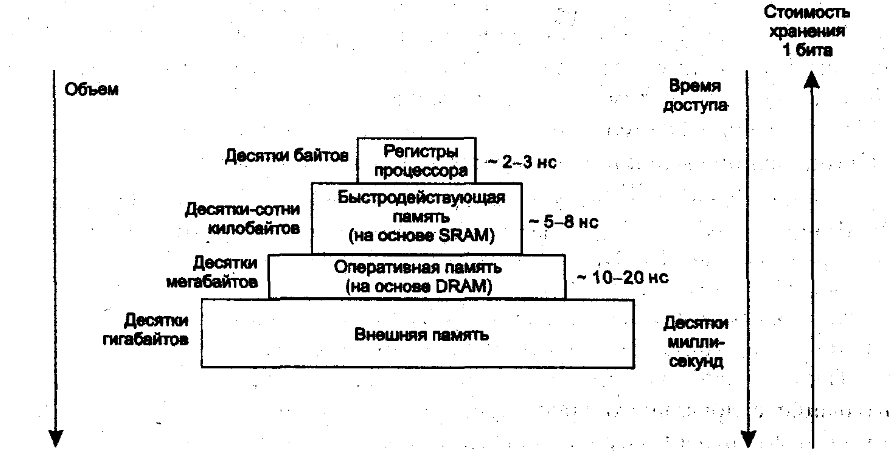 Стоимость
хранения
1 бита
Объем
Время
доступа
Десятки байтов
Регистры
процессора
~ 2–3 нс
Десятки-сотни
килобайтов
Быстродействующая
память
(на основе SRAM)
~ 5–8 нс
Десятки
мегабайтов
Оперативная память
(на основе DRAM)
~ 10–20 нс
Десятки
гигабайтов
Внешняя память
Десятки
милли-
секунд